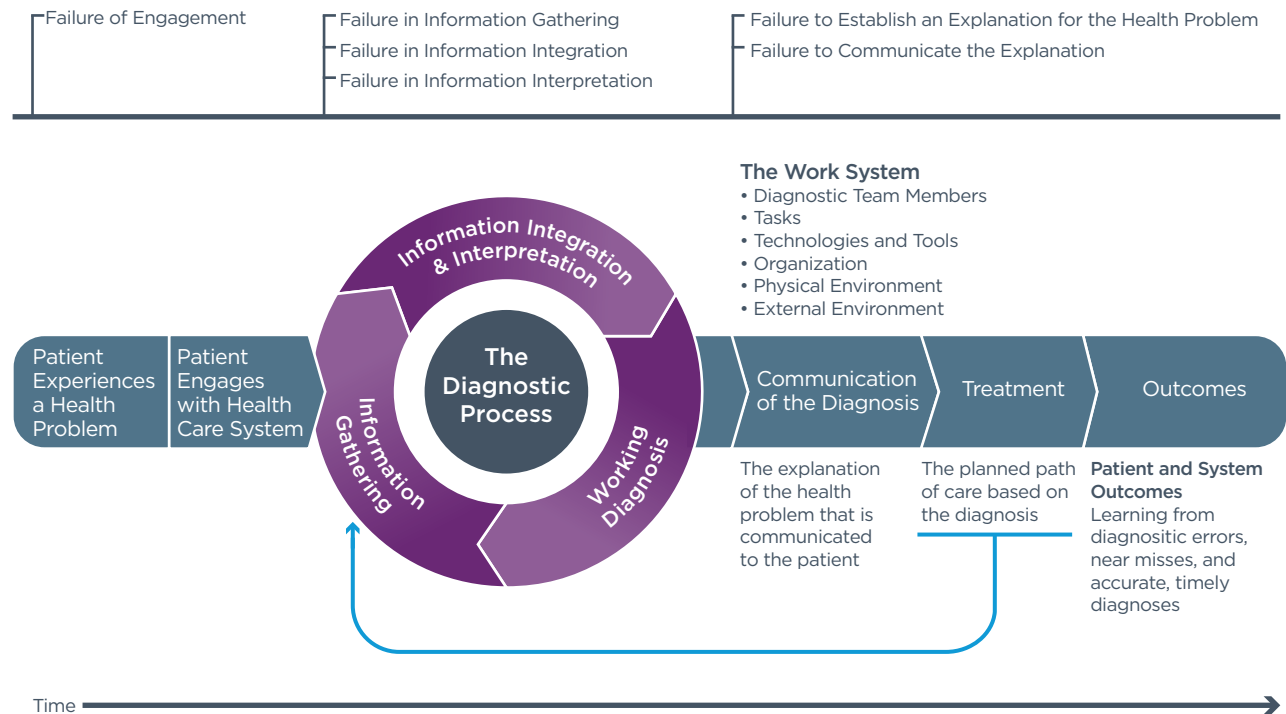 Failure of Engagement
Failure in Information Gathering
Failure in Information Integration
Failure in Information Interpretation
Failure to Establish an Explanation for the Health Problem
Failure to Communicate the Explanation
The Work System
• Diagnostic Team Members
• Tasks
• Technologies and Tools
• Organization
• Physical Environment
• External Environment
Patient
Experiences
a Health
Problem
Patient
Engages
with Health
Care System
Information Integration
& Interpretation
Information
Gathering
The
Diagnostic
Process
Working
Diagnosis
Communication
of the Diagnosis
Treatment
Outcomes
The explanation
of the health
problem that is
communicated
to the patient
The planned path
of care based on
the diagnosis
Patient and System
Outcomes
Learning from
diagnositic errors,
near misses, and
accurate, timely
diagnoses
Time